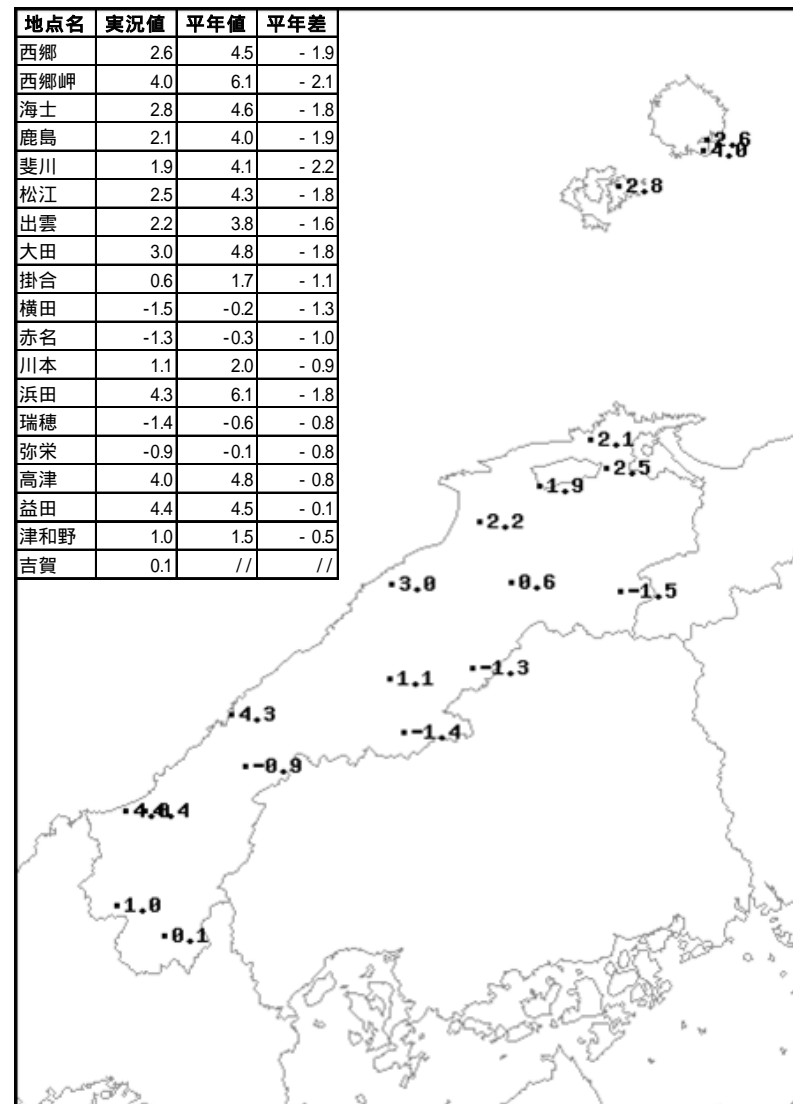 地点名 実況値 平年値 平年差
西郷 2.6 4.5 - 1.9
西郷岬 4.0 6.1 - 2.1
海士 2.8 4.6 - 1.8
鹿島 2.1 4.0 - 1.9
斐川 1.9 4.1 - 2.2
松江 2.5 4.3 - 1.8
出雲 2.2 3.8 - 1.6
大田 3.0 4.8 - 1.8
掛合 0.6 1.7 - 1.1
横田 -1.5 -0.2 - 1.3
赤名 -1.3 -0.3 - 1.0
川本 1.1 2.0 - 0.9
浜田 4.3 6.1 - 1.8
瑞穂 -1.4 -0.6 - 0.8
弥栄 -0.9 -0.1 - 0.8
高津 4.0 4.8 - 0.8
益田 4.4 4.5 - 0.1
津和野 1.0 1.5 - 0.5
吉賀 0.1 // //
2.6
4.0
2.8
2.1
2.5
1.9
2.2
3.0
0.6
-1.5
-1.3
1.1
4.3
-1.4
-0.9
1.0
0.1